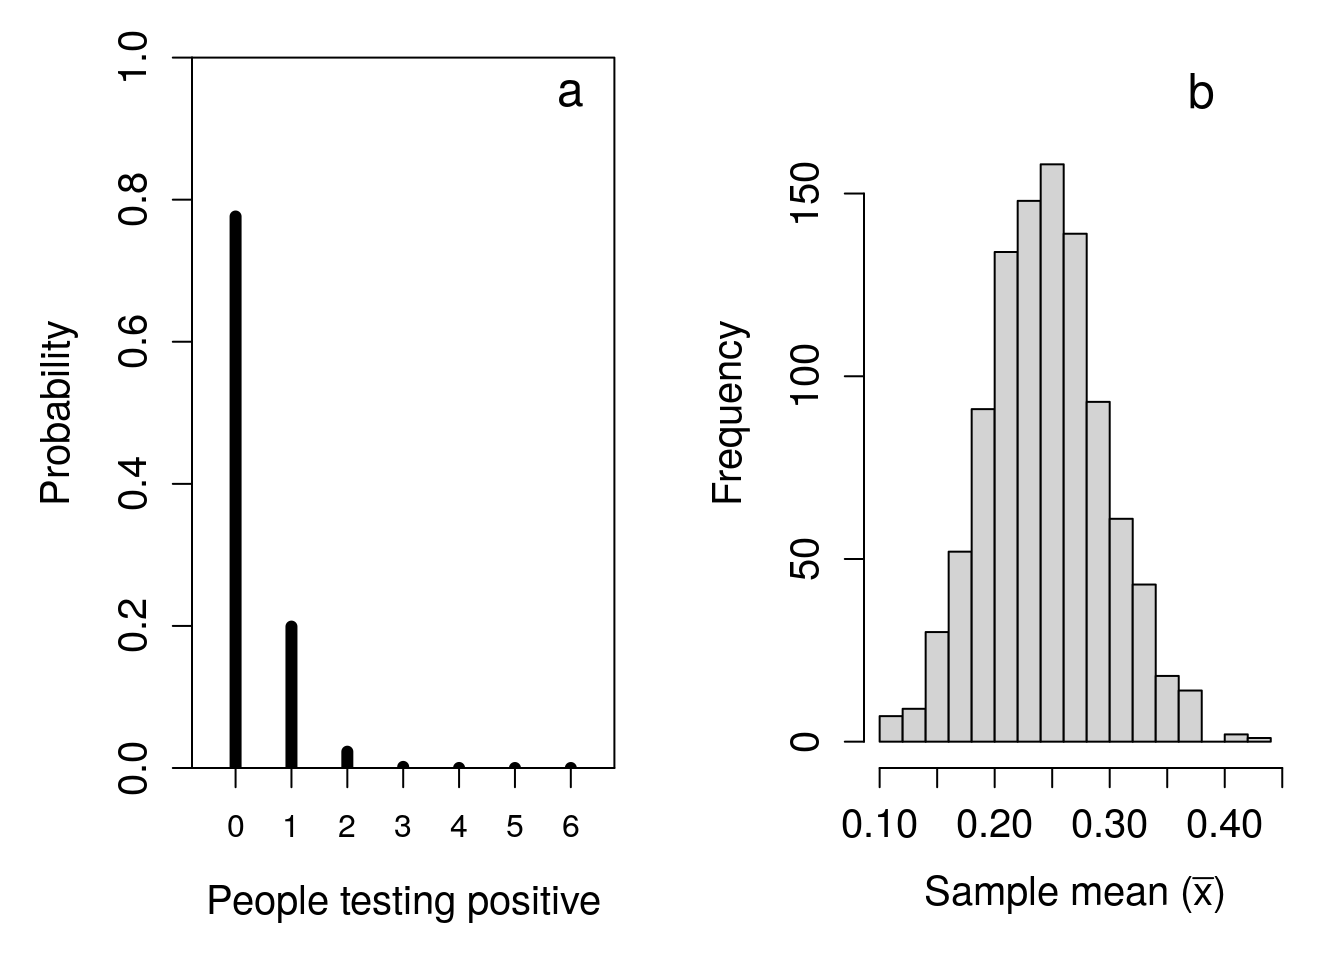 a
1.0
0.8
0.6
0.4
0.2
0.0
Probability
0 1 2 3 4 5 6
People testing positive
b
150
100
50
0
Frequency
0.10 0.20 0.30 0.40
Sample mean (x̅)